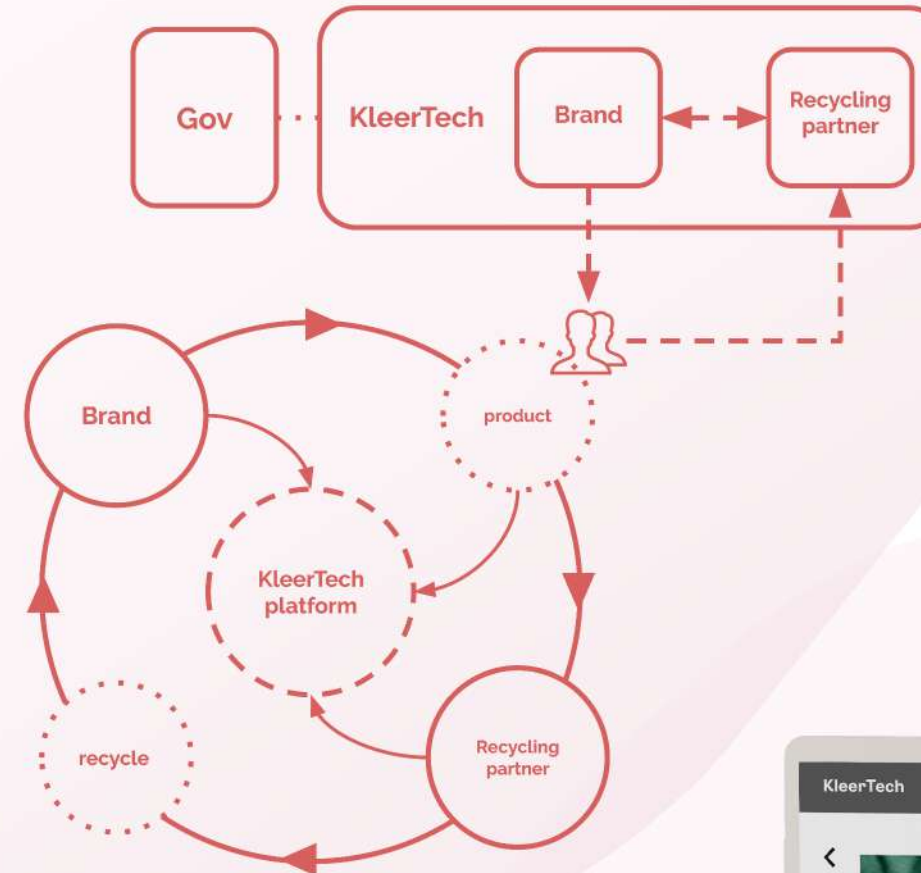 Gov
KleerTech
Brand
Recycling
partner
Brand
product
KleerTech
platform
recycle
Recycling
partner
KleerTech